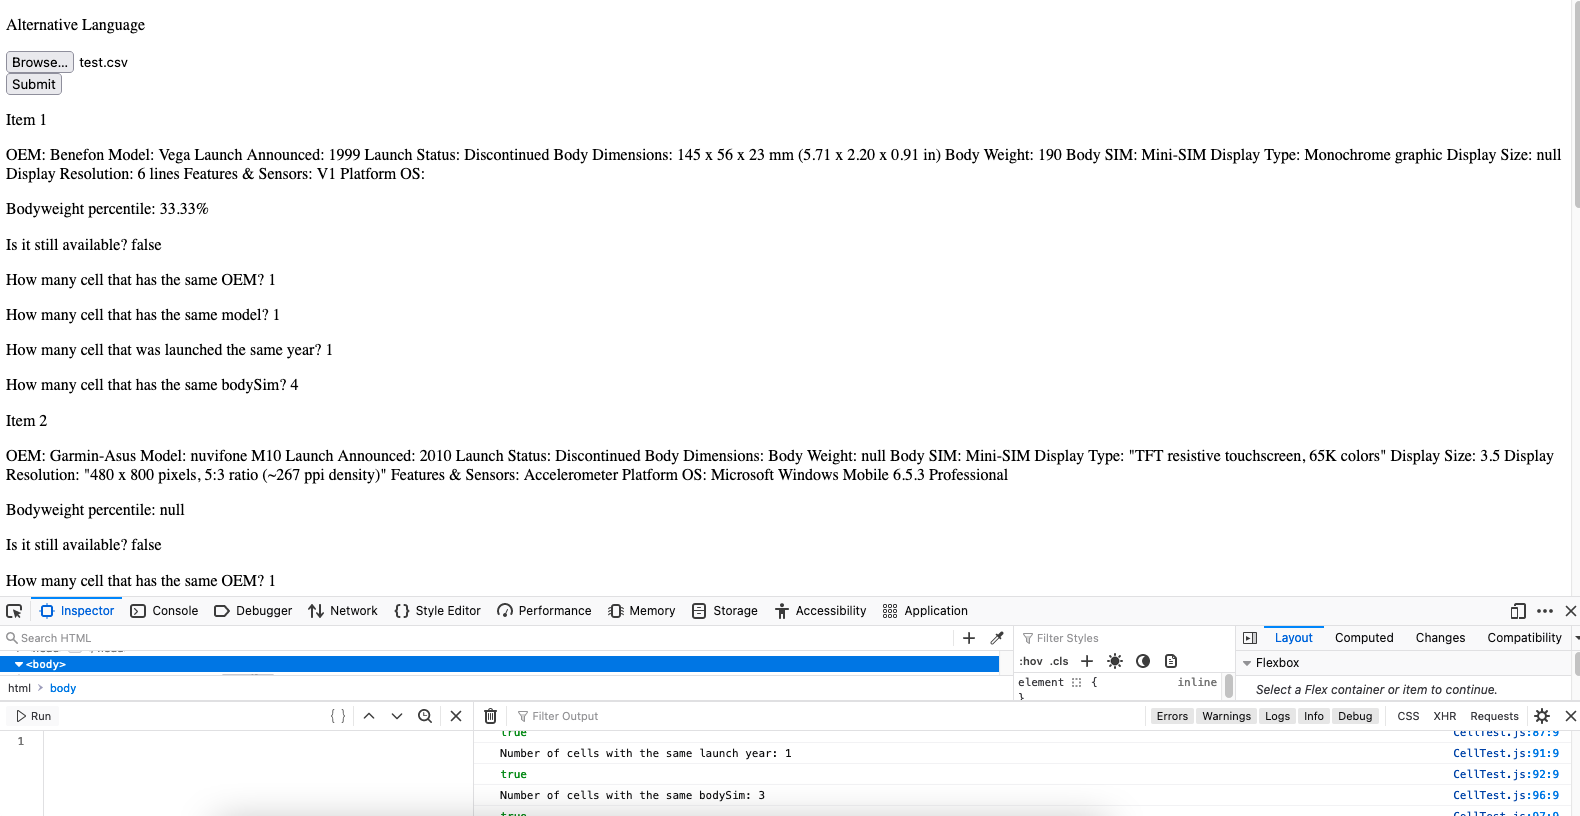 Alternative Language
Browse... test.csv
Submit
Item 1
OEM: Benefon Model: Vega Launch Announced: 1999 Launch Status: Discontinued Body Dimensions: 145 x 56 x 23 mm (5.71 x 2.20 x 0.91 in) Body Weight: 190 Body SIM: Mini-SIM Display Type: Monochrome graphic Display Size: null
Display Resolution: 6 lines Features & Sensors: V1 Platform OS:
Bodyweight percentile: 33.33%
Is it still available? false
How many cell that has the same OEM? 1
How many cell that has the same model? 1
How many cell that was launched the same year? 1
How many cell that has the same bodySim? 4
Item 2
OEM: Garmin-Asus Model: nuvifone M10 Launch Announced: 2010 Launch Status: Discontinued Body Dimensions: Body Weight: null Body SIM: Mini-SIM Display Type: "TFT resistive touchscreen, 65K colors" Display Size: 3.5 Display
Resolution: "480 x 800 pixels, 5:3 ratio (~267 ppi density)" Features & Sensors: Accelerometer Platform OS: Microsoft Windows Mobile 6.5.3 Professional
Bodyweight percentile: null
Is it still available? false
How many cell that has the same OEM? 1
Inspector Console Debugger Network {} Style Editor Performance Memory Storage Accessibility Application
Search HTML + Filter Styles Layout Computed Changes Compatibility
<body> :hov .cls + Flexbox
html > body element { inline Select a Flex container or item to continue.
}
Run { } Filter Output Errors Warnings Logs Info Debug CSS XHR Requests
1 true CellTest.js:87:9
Number of cells with the same launch year: 1 CellTest.js:91:9
true CellTest.js:92:9
Number of cells with the same bodySim: 3 CellTest.js:96:9
true CellTest.js:97:9